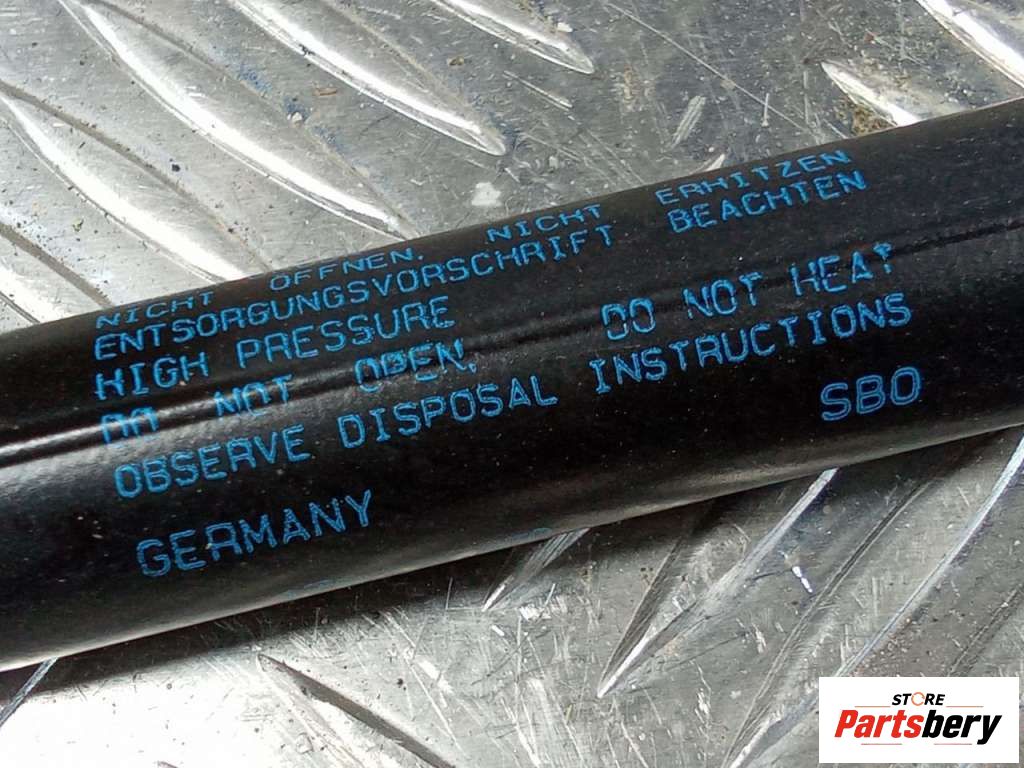 NICHT OFFNEN, NICHT ERHITZEN
ENTSORGUNGSVORSCHRIFT BEACHTEN
HIGH PRESSURE
DO NOT OPEN, DO NOT HEAT
OBSERVE DISPOSAL INSTRUCTIONS
SBO
GERMANY
STORE
Partsbery